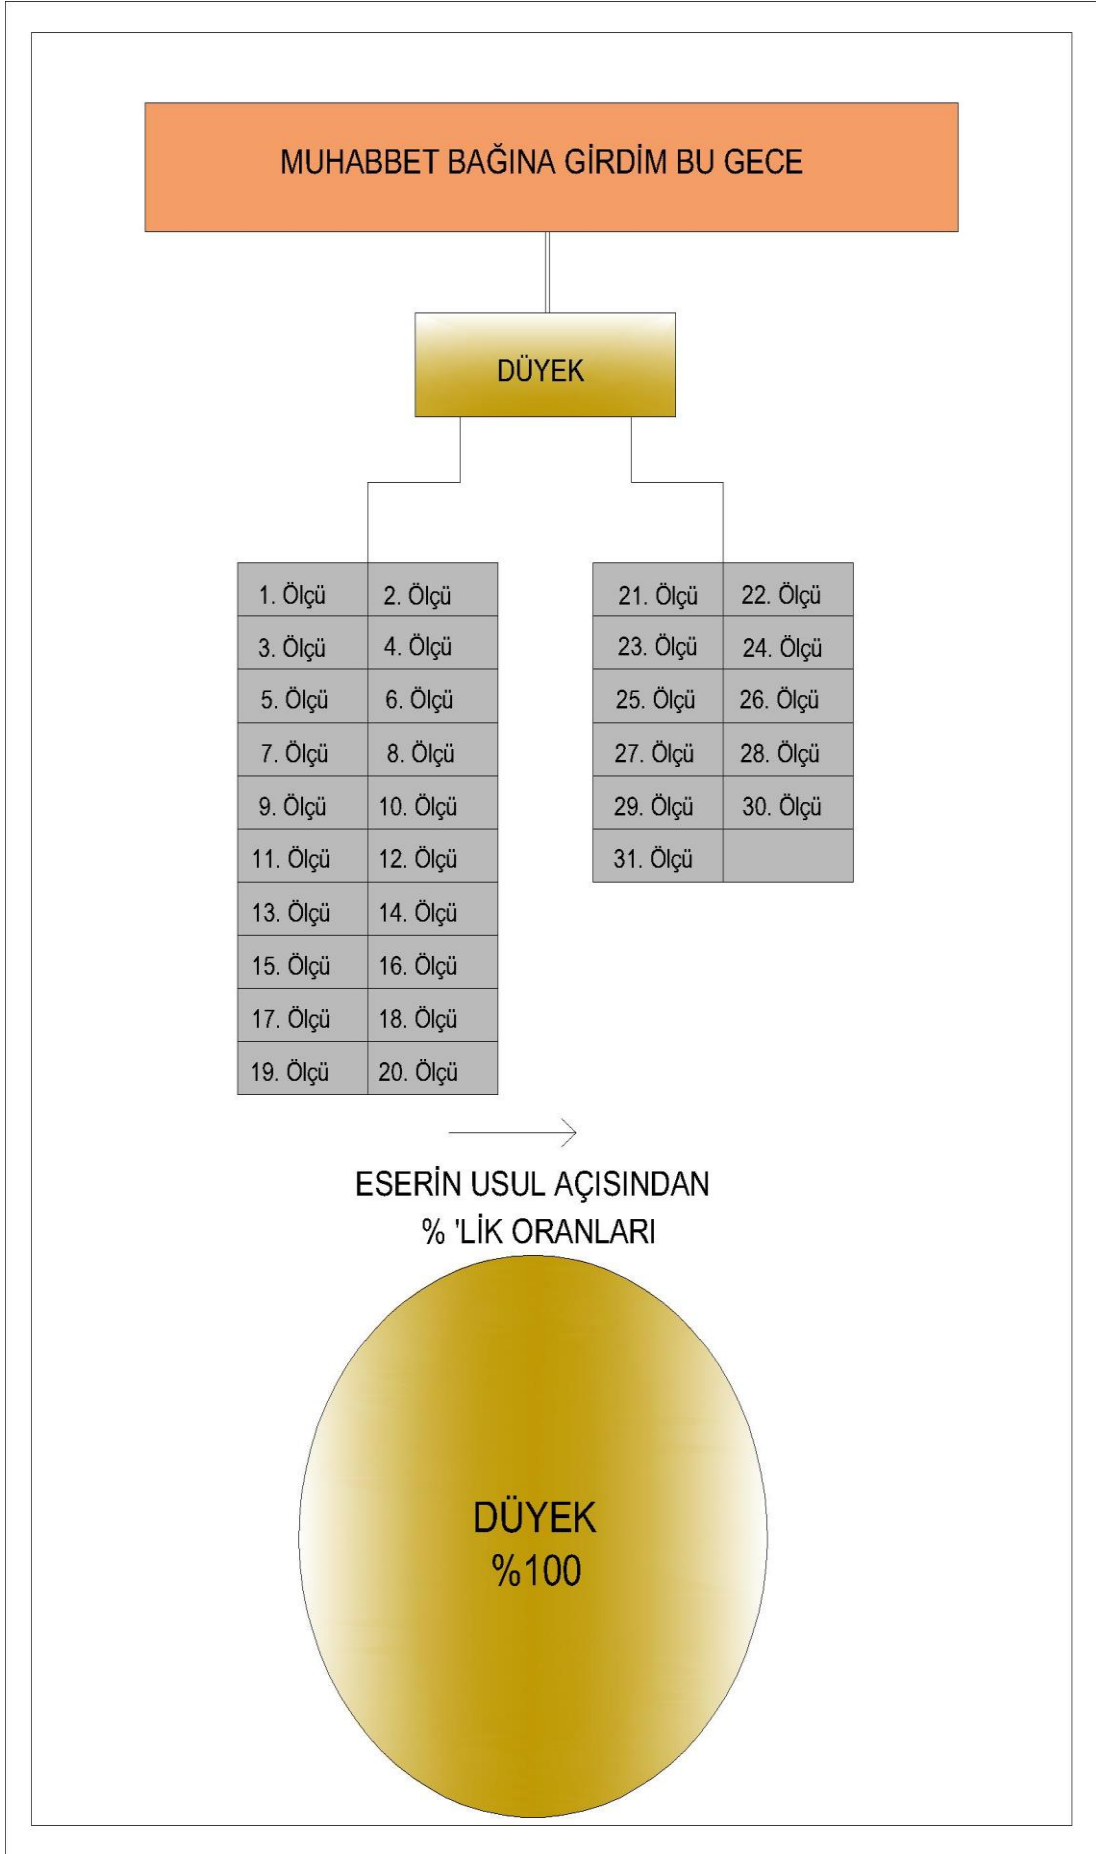 MUHABBET BAĞINA GİRDİM BU GECE
DÜYEK
1. Ölçü 2. Ölçü
3. Ölçü 4. Ölçü
5. Ölçü 6. Ölçü
7. Ölçü 8. Ölçü
9. Ölçü 10. Ölçü
11. Ölçü 12. Ölçü
13. Ölçü 14. Ölçü
15. Ölçü 16. Ölçü
17. Ölçü 18. Ölçü
19. Ölçü 20. Ölçü
21. Ölçü 22. Ölçü
23. Ölçü 24. Ölçü
25. Ölçü 26. Ölçü
27. Ölçü 28. Ölçü
29. Ölçü 30. Ölçü
31. Ölçü
ESERİN USUL AÇISINDAN
% 'LİK ORANLARI
DÜYEK
%100